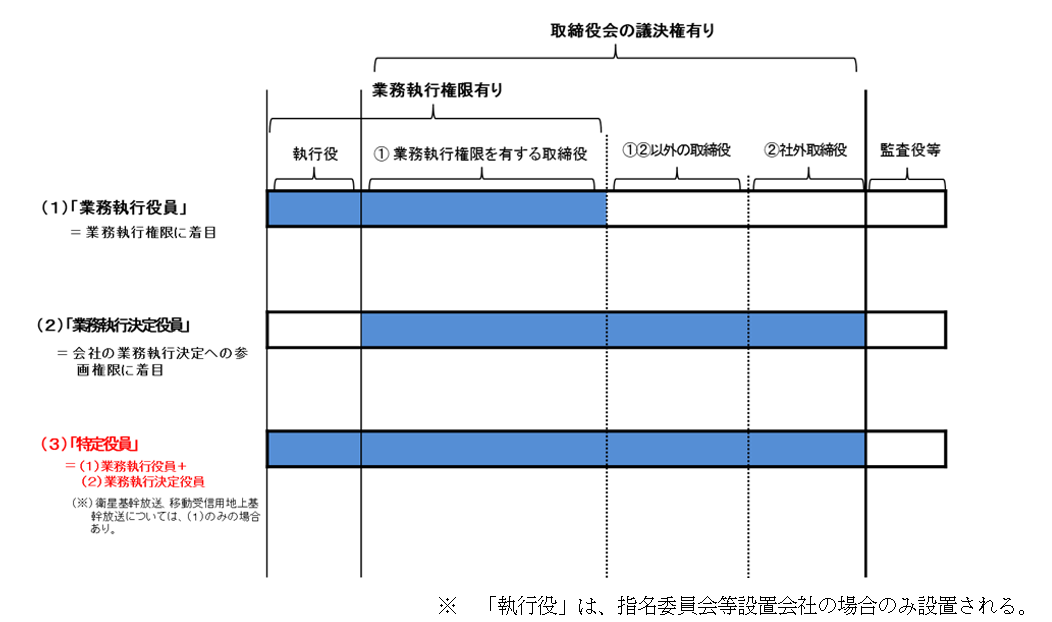 取締役会の議決権有り
業務執行権限有り
執行役
①業務執行権限を有する取締役
①②以外の取締役
②社外取締役
監査役等
（１）「業務執行役員」
＝業務執行権限に着目
（２）「業務執行決定役員」
＝会社の業務執行決定への参
画権限に着目
（３）「特定役員」
＝（１）業務執行役員＋
（２）業務執行決定役員
（※）衛星基幹放送、移動受信用地上基
幹放送については、（１）のみの場合
あり。
※　「執行役」は、指名委員会等設置会社の場合のみ設置される。